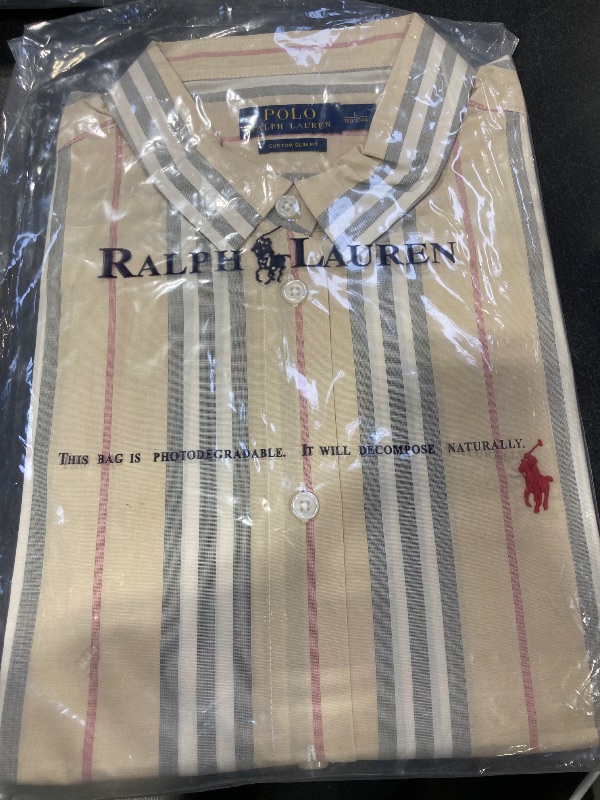 POLO
RALPH LAUREN
CUSTOM SLIM FIT
RALPH LAUREN
THIS BAG IS PHOTODEGRADABLE. IT WILL DECOMPOSE NATURALLY.